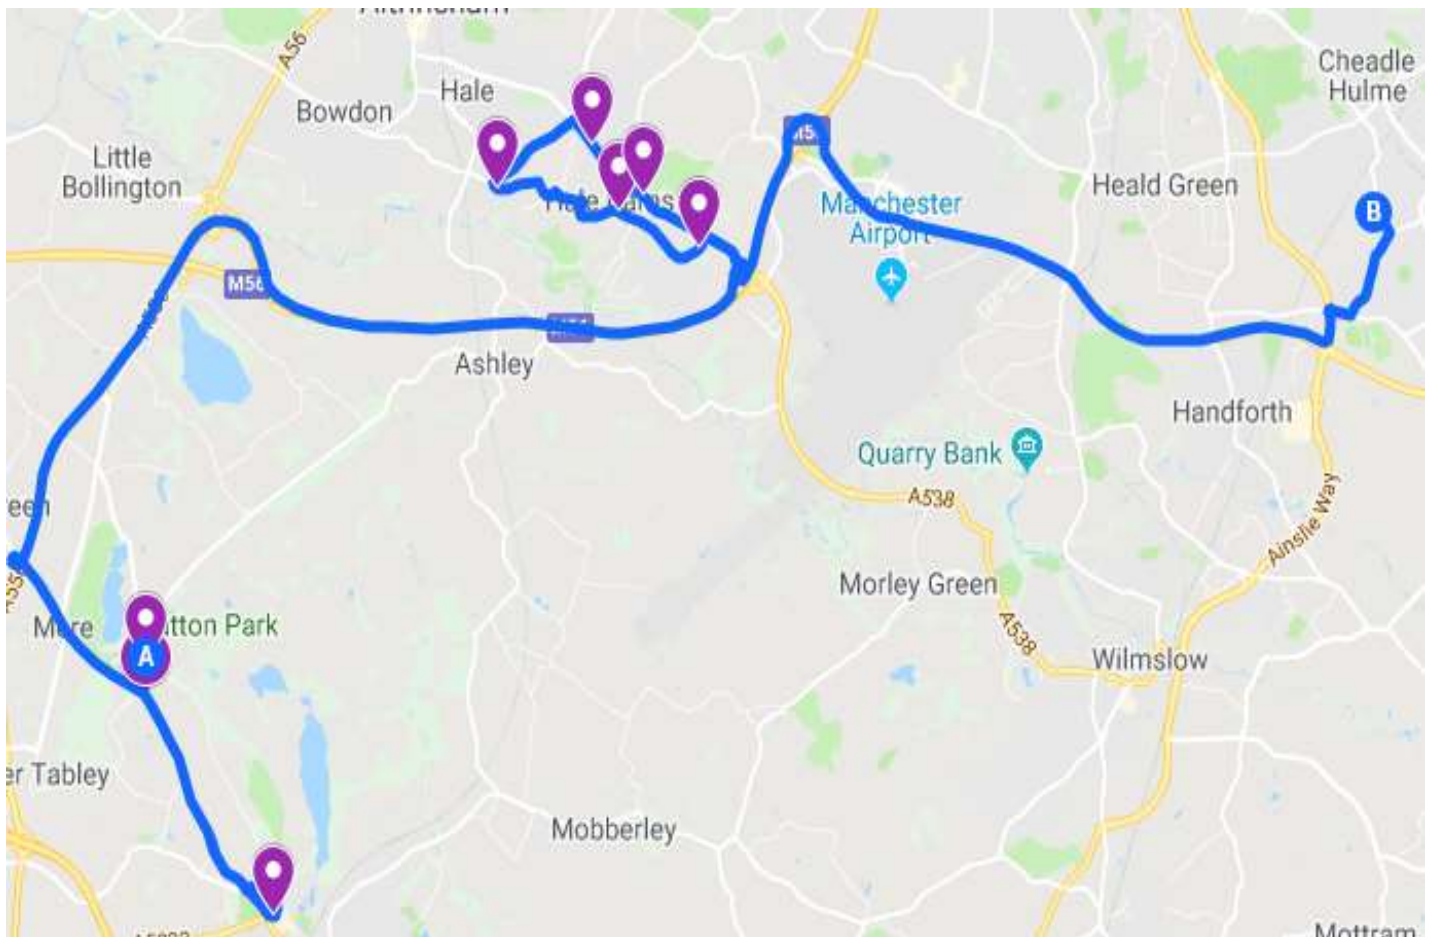 A56
Cheadle
Hulme
Hale
Bowdon
Little
Bollington
Heald Green
Manchester
Airport
B
M56
Ashley
Handforth
Quarry Bank
A538
Ainslie Way
Morley Green
A538
Wilmslow
A
Mobberley
Mottram